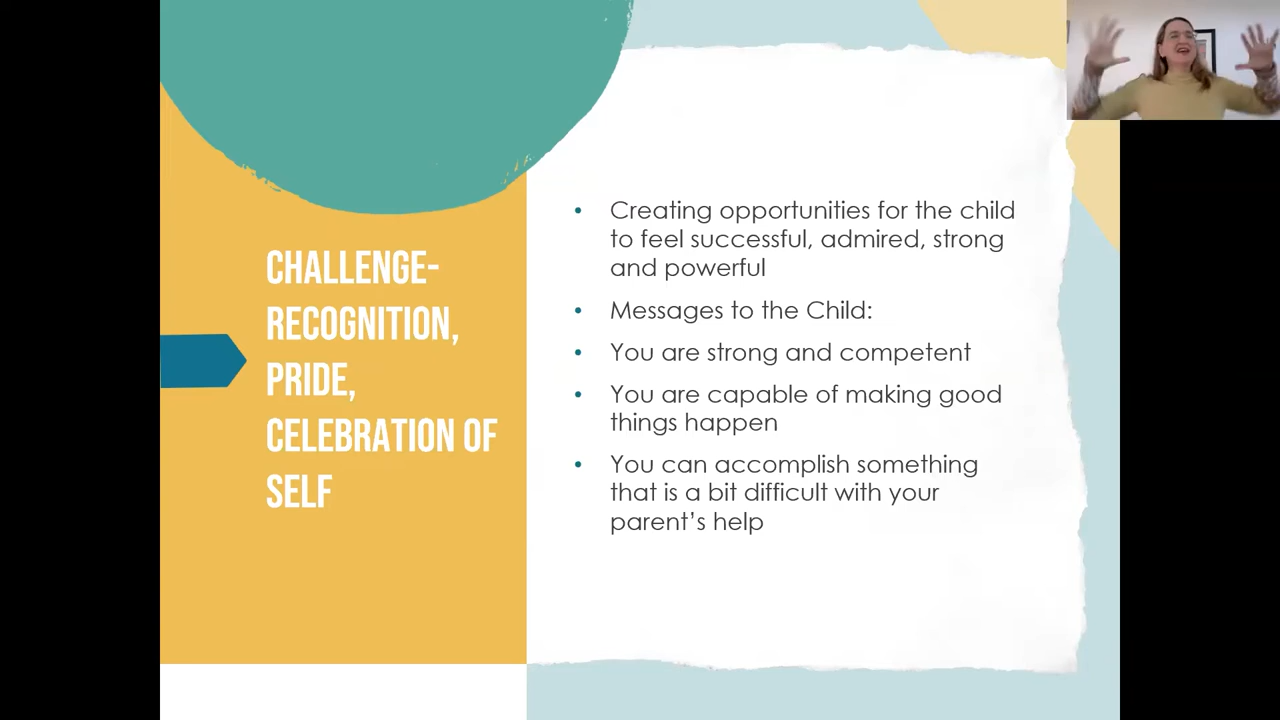 CHALLENGE-
RECOGNITION,
PRIDE,
CELEBRATION OF
SELF
• Creating opportunities for the child
to feel successful, admired, strong
and powerful
• Messages to the Child:
• You are strong and competent
• You are capable of making good
things happen
• You can accomplish something
that is a bit difficult with your
parent’s help